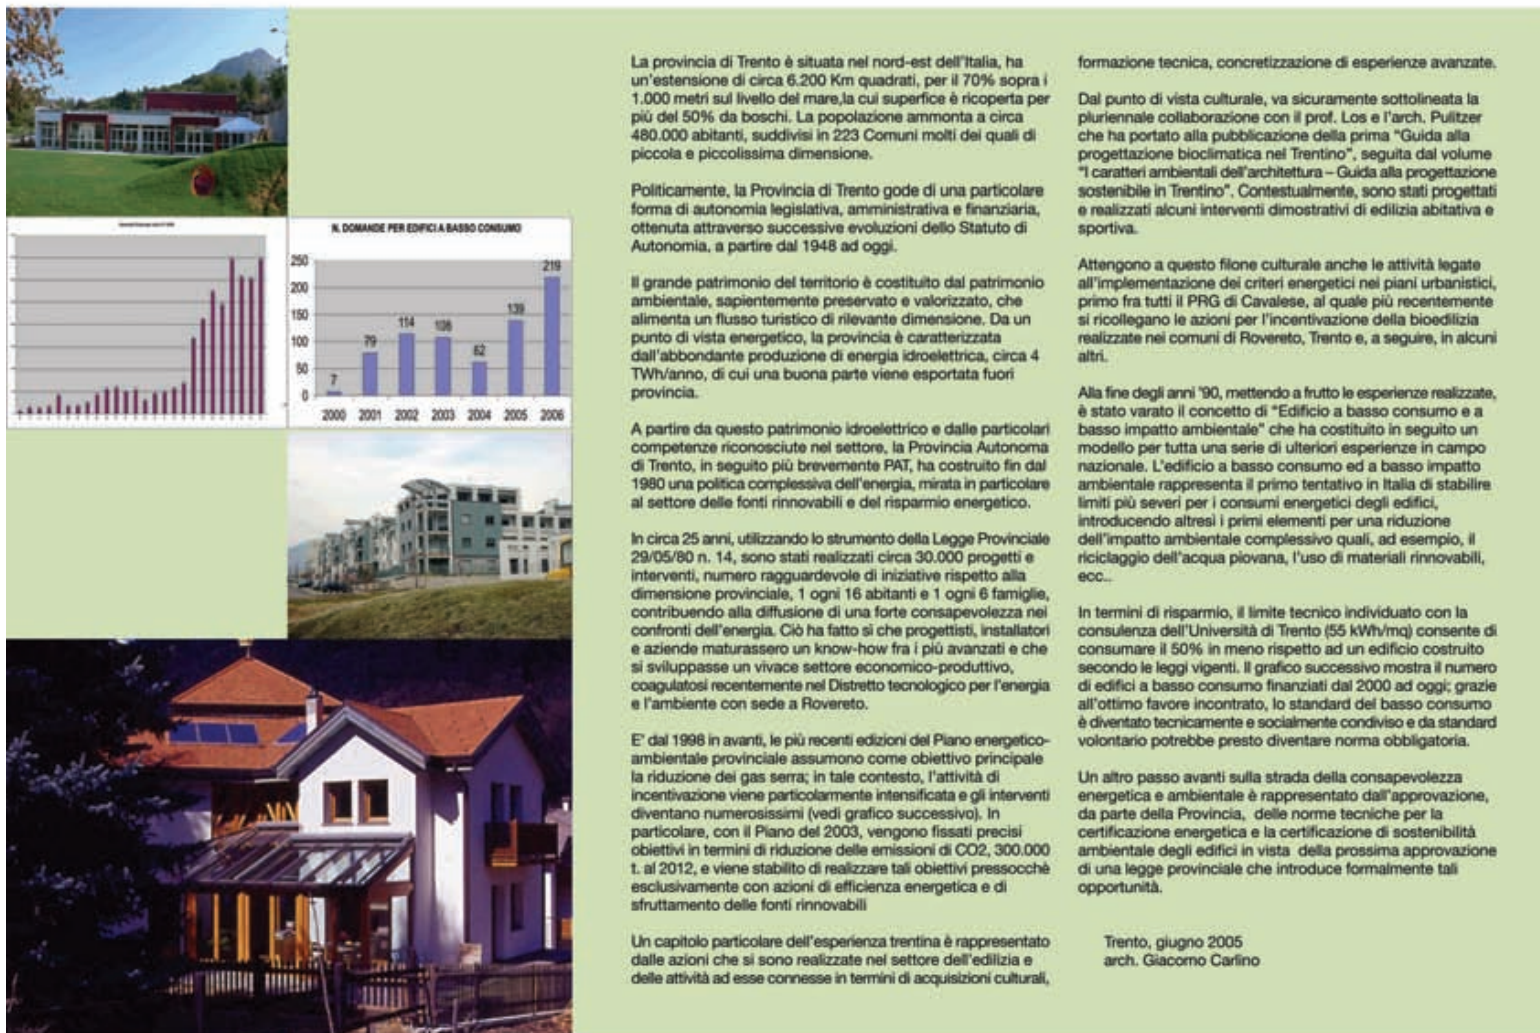 N. DOMANDE PER EDIFICI A BASSO CONSUMO
250
200
150
100
50
0
7
79
114
108
62
139
219
2000 2001 2002 2003 2004 2005 2006
La provincia di Trento è situata nel nord-est dell'Italia, ha
un'estensione di circa 6.200 Km quadrati, per il 70% sopra i
1.000 metri sul livello del mare,la cui superfice è ricoperta per
più del 50% da boschi. La popolazione ammonta a circa
480.000 abitanti, suddivisi in 223 Comuni molti dei quali di
piccola e piccolissima dimensione.
Politicamente, la Provincia di Trento gode di una particolare
forma di autonomia legislativa, amministrativa e finanziaria,
ottenuta attraverso successive evoluzioni dello Statuto di
Autonomia, a partire dal 1948 ad oggi.
Il grande patrimonio del territorio è costituito dal patrimonio
ambientale, sapientemente preservato e valorizzato, che
alimenta un flusso turistico di rilevante dimensione. Da un
punto di vista energetico, la provincia è caratterizzata
dall'abbondante produzione di energia idroelettrica, circa 4
TWh/anno, di cui una buona parte viene esportata fuori
provincia.
A partire da questo patrimonio idroelettrico e dalle particolari
competenze riconosciute nel settore, la Provincia Autonoma
di Trento, in seguito più brevemente PAT, ha costruito fin dal
1980 una politica complessiva dell'energia, mirata in particolare
al settore delle fonti rinnovabili e del risparmio energetico.
In circa 25 anni, utilizzando lo strumento della Legge Provinciale
29/05/80 n. 14, sono stati realizzati circa 30.000 progetti e
interventi, numero ragguardevole di iniziative rispetto alla
dimensione provinciale, 1 ogni 16 abitanti e 1 ogni 6 famiglie,
contribuendo alla diffusione di una forte consapevolezza nei
confronti dell'energia. Ciò ha fatto sì che progettisti, installatori
e aziende maturassero un know-how fra i più avanzati e che
si sviluppasse un vivace settore economico-produttivo,
coagulatosi recentemente nel Distretto tecnologico per l'energia
e l'ambiente con sede a Rovereto.
E' dal 1998 in avanti, le più recenti edizioni del Piano energetico-
ambientale provinciale assumono come obiettivo principale
la riduzione dei gas serra; in tale contesto, l'attività di
incentivazione viene particolarmente intensificata e gli interventi
diventano numerosissimi (vedi grafico successivo). In
particolare, con il Piano del 2003, vengono fissati precisi
obiettivi in termini di riduzione delle emissioni di CO2, 300.000
t. al 2012, e viene stabilito di realizzare tali obiettivi pressocchè
esclusivamente con azioni di efficienza energetica e di
sfruttamento delle fonti rinnovabili
Un capitolo particolare dell'esperienza trentina è rappresentato
dalle azioni che si sono realizzate nel settore dell'edilizia e
delle attività ad esse connesse in termini di acquisizioni culturali,
formazione tecnica, concretizzazione di esperienze avanzate.
Dal punto di vista culturale, va sicuramente sottolineata la
pluriennale collaborazione con il prof. Los e l'arch. Pulitzer
che ha portato alla pubblicazione della prima "Guida alla
progettazione bioclimatica nel Trentino", seguita dal volume
"I caratteri ambientali dell'architettura – Guida alla progettazione
sostenibile in Trentino". Contestualmente, sono stati progettati
e realizzati alcuni interventi dimostrativi di edilizia abitativa e
sportiva.
Attengono a questo filone culturale anche le attività legate
all'implementazione dei criteri energetici nei piani urbanistici,
primo fra tutti il PRG di Cavalese, al quale più recentemente
si ricollegano le azioni per l'incentivazione della bioedilizia
realizzate nei comuni di Rovereto, Trento e, a seguire, in alcuni
altri.
Alla fine degli anni '90, mettendo a frutto le esperienze realizzate,
è stato varato il concetto di "Edificio a basso consumo e a
basso impatto ambientale" che ha costituito in seguito un
modello per tutta una serie di ulteriori esperienze in campo
nazionale. L'edificio a basso consumo ed a basso impatto
ambientale rappresenta il primo tentativo in Italia di stabilire
limiti più severi per i consumi energetici degli edifici,
introducendo altresì i primi elementi per una riduzione
dell'impatto ambientale complessivo quali, ad esempio, il
riciclaggio dell'acqua piovana, l'uso di materiali rinnovabili,
ecc..
In termini di risparmio, il limite tecnico individuato con la
consulenza dell'Università di Trento (55 kWh/mq) consente di
consumare il 50% in meno rispetto ad un edificio costruito
secondo le leggi vigenti. Il grafico successivo mostra il numero
di edifici a basso consumo finanziati dal 2000 ad oggi; grazie
all'ottimo favore incontrato, lo standard del basso consumo
è diventato tecnicamente e socialmente condiviso e da standard
volontario potrebbe presto diventare norma obbligatoria.
Un altro passo avanti sulla strada della consapevolezza
energetica e ambientale è rappresentato dall'approvazione,
da parte della Provincia, delle norme tecniche per la
certificazione energetica e la certificazione di sostenibilità
ambientale degli edifici in vista della prossima approvazione
di una legge provinciale che introduce formalmente tali
opportunità.
Trento, giugno 2005
arch. Giacomo Carlino